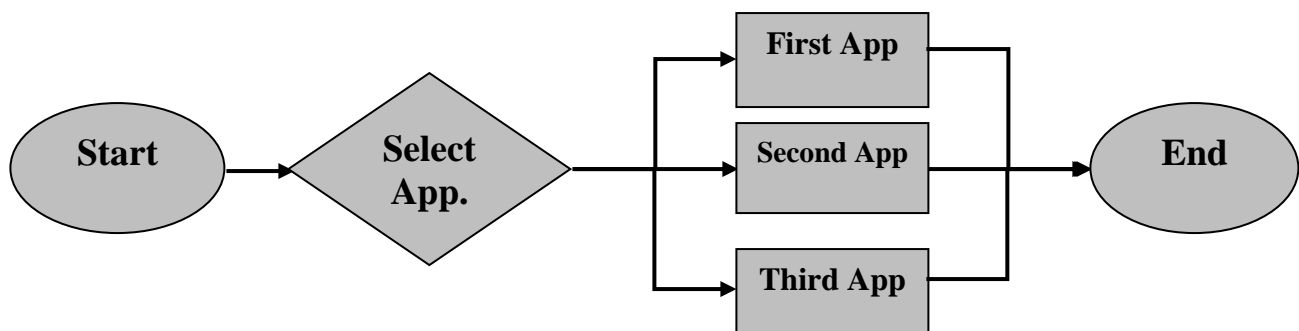 Start
Select
App.
First App
Second App
Third App
End